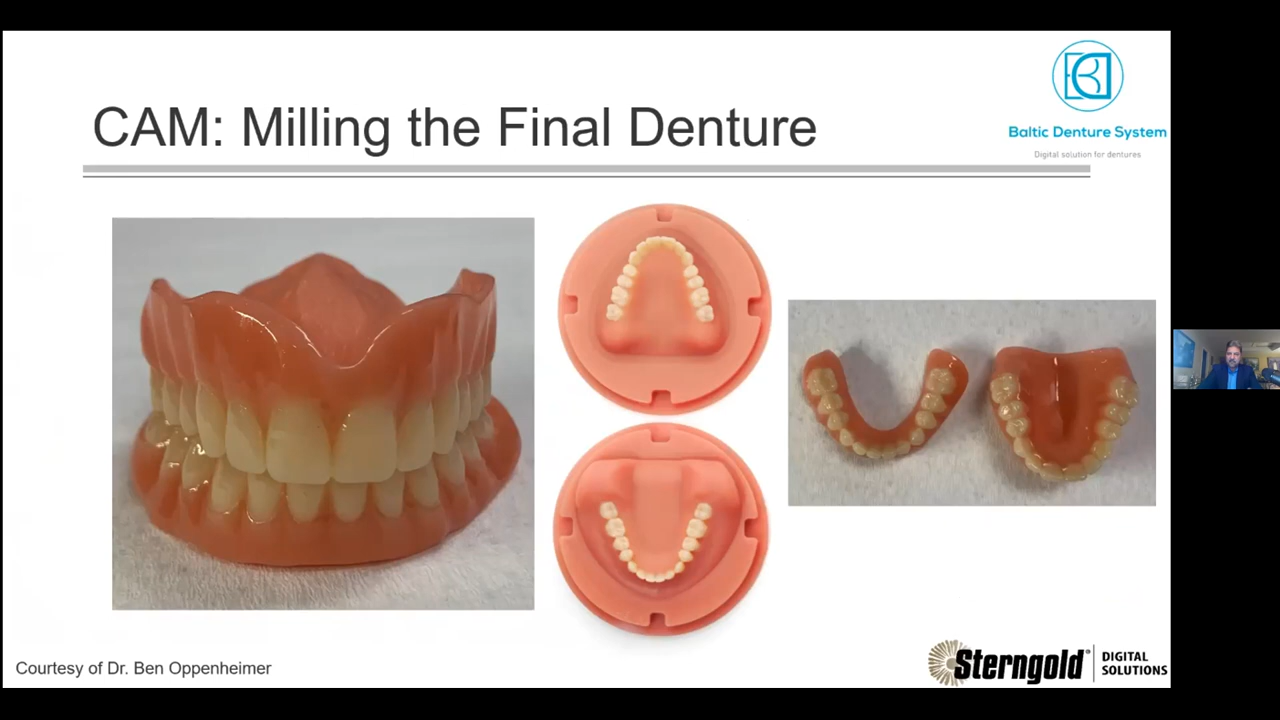 CAM: Milling the Final Denture
Baltic Denture System
Digital solution for dentures
Courtesy of Dr. Ben Oppenheimer
Sterngold® DIGITAL
SOLUTIONS